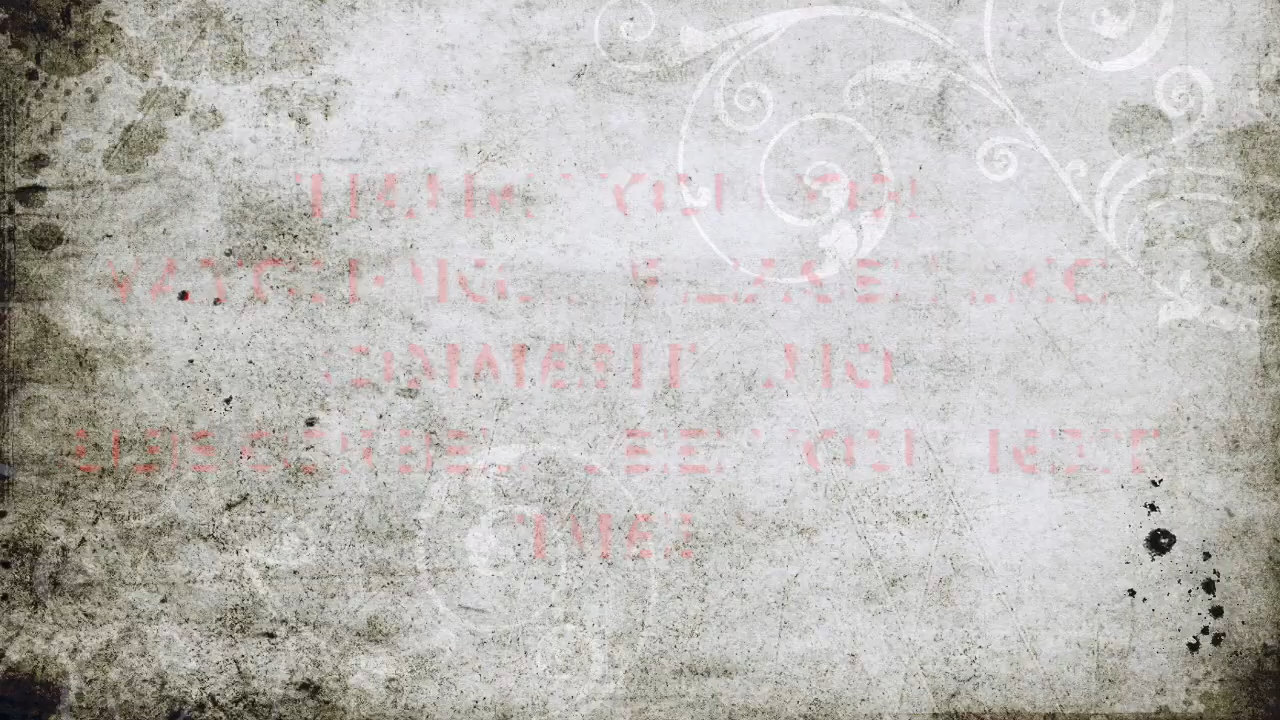 THANK YOU FOR
WATCHING. PLEASE LIKE
COMMENT AND
SUBSCRIBE! SEE YOU NEXT
TIME!